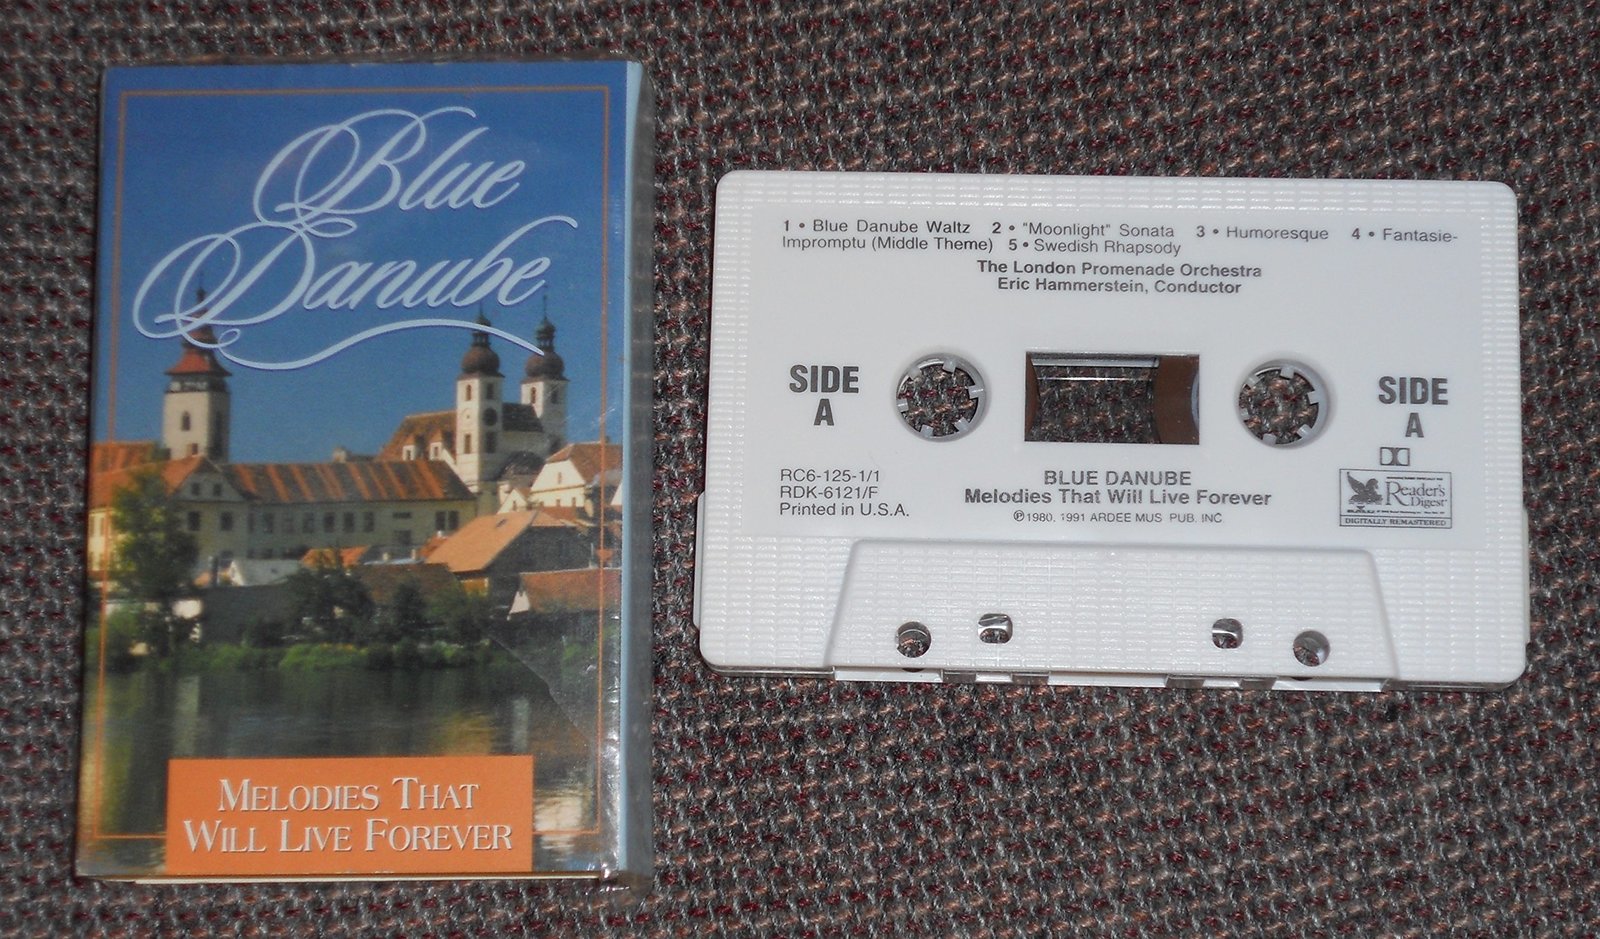 Blue
Danube
MELODIES THAT
WILL LIVE FOREVER
1 • Blue Danube Waltz 2 • "Moonlight" Sonata 3 • Humoresque 4 • Fantasie-
Impromptu (Middle Theme) 5 • Swedish Rhapsody
The London Promenade Orchestra
Eric Hammerstein, Conductor
SIDE
A
SIDE
A
RC6-125-1/1
RDK-6121/F
Printed in U.S.A.
BLUE DANUBE
Melodies That Will Live Forever
℗1980, 1991 ARDEE MUS. PUB. INC
Reader's
Digest
DIGITALLY REMASTERED